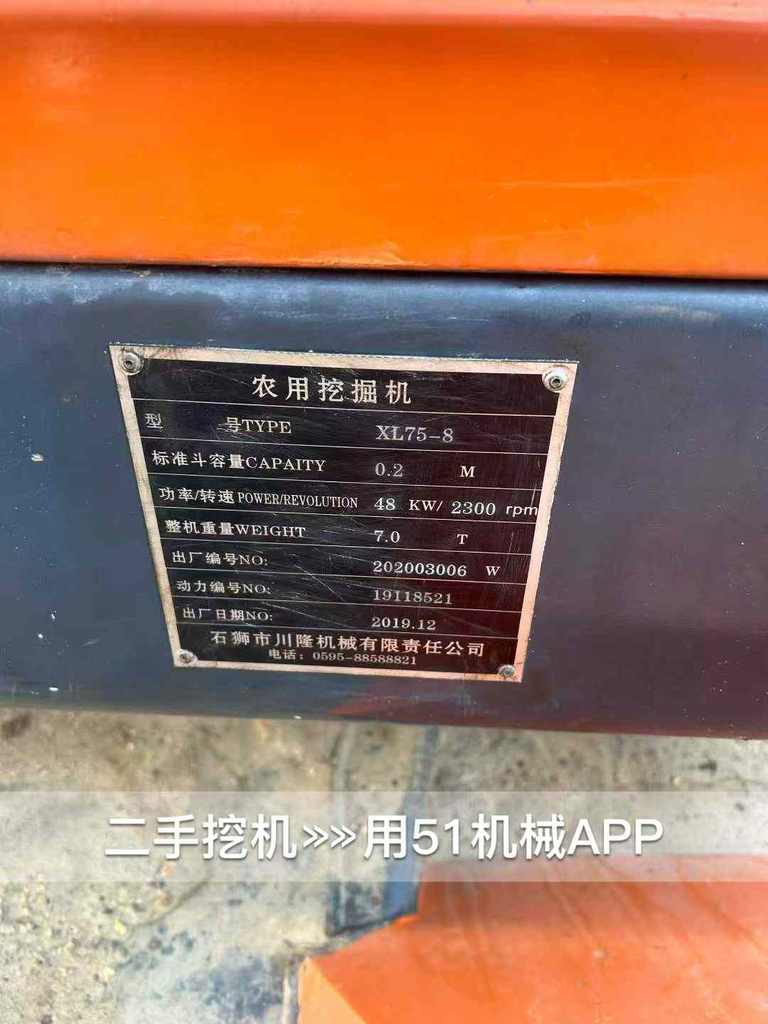 农用挖掘机
型 号TYPE XL75-8
标准斗容量CAPAITY 0.2 M
功率/转速 POWER/REVOLUTION 48 KW/ 2300 rpm
整机重量WEIGHT 7.0 T
出厂编号NO: 202003006 W
动力编号NO: 19118521
出厂日期NO: 2019.12
石狮市川隆机械有限责任公司
电话: 0595-88588821
二手挖机>>>>用51机械APP